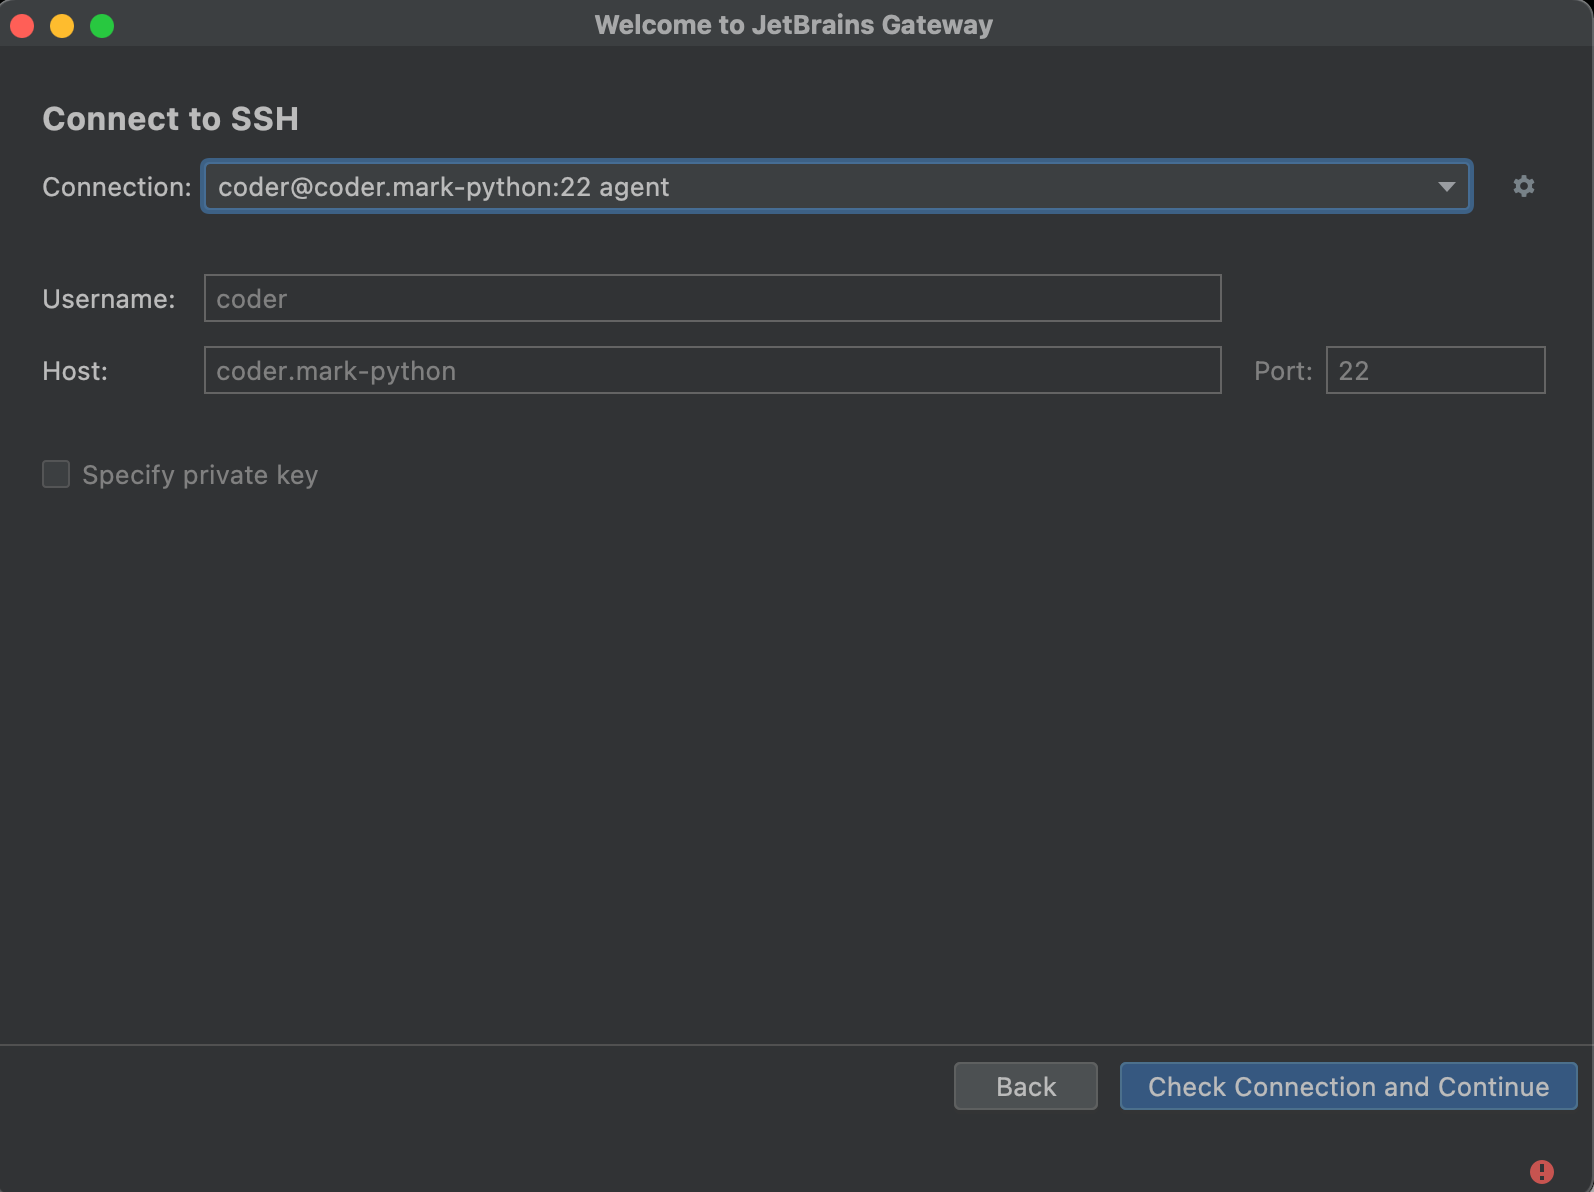 Welcome to JetBrains Gateway
Connect to SSH
Connection: coder@coder.mark-python:22 agent
Username: coder
Host: coder.mark-python Port: 22
Specify private key
Back Check Connection and Continue